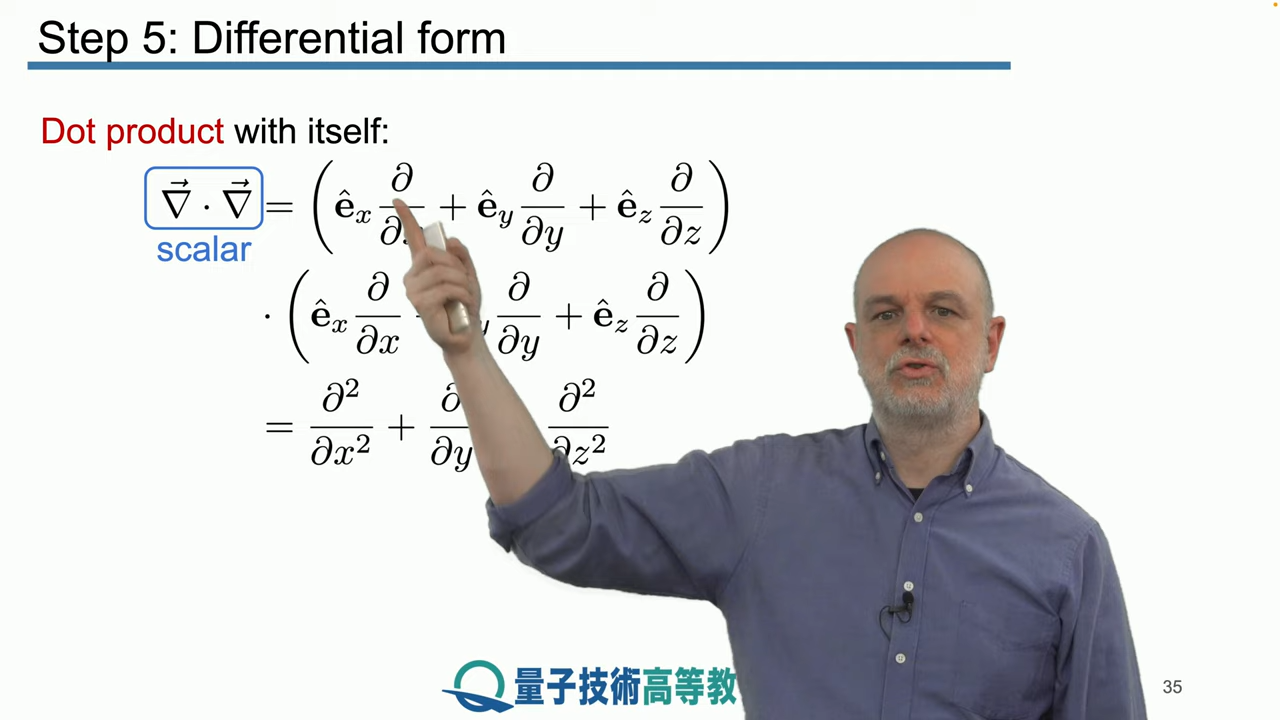 Step 5: Differential form
Dot product with itself:
∇⃗ · ∇⃗ = ( ê_x ∂/∂x + ê_y ∂/∂y + ê_z ∂/∂z )
scalar
· ( ê_x ∂/∂x + ê_y ∂/∂y + ê_z ∂/∂z )
= ∂²/∂x² + ∂/∂y ∂²/∂z²
量子技術高等教
35